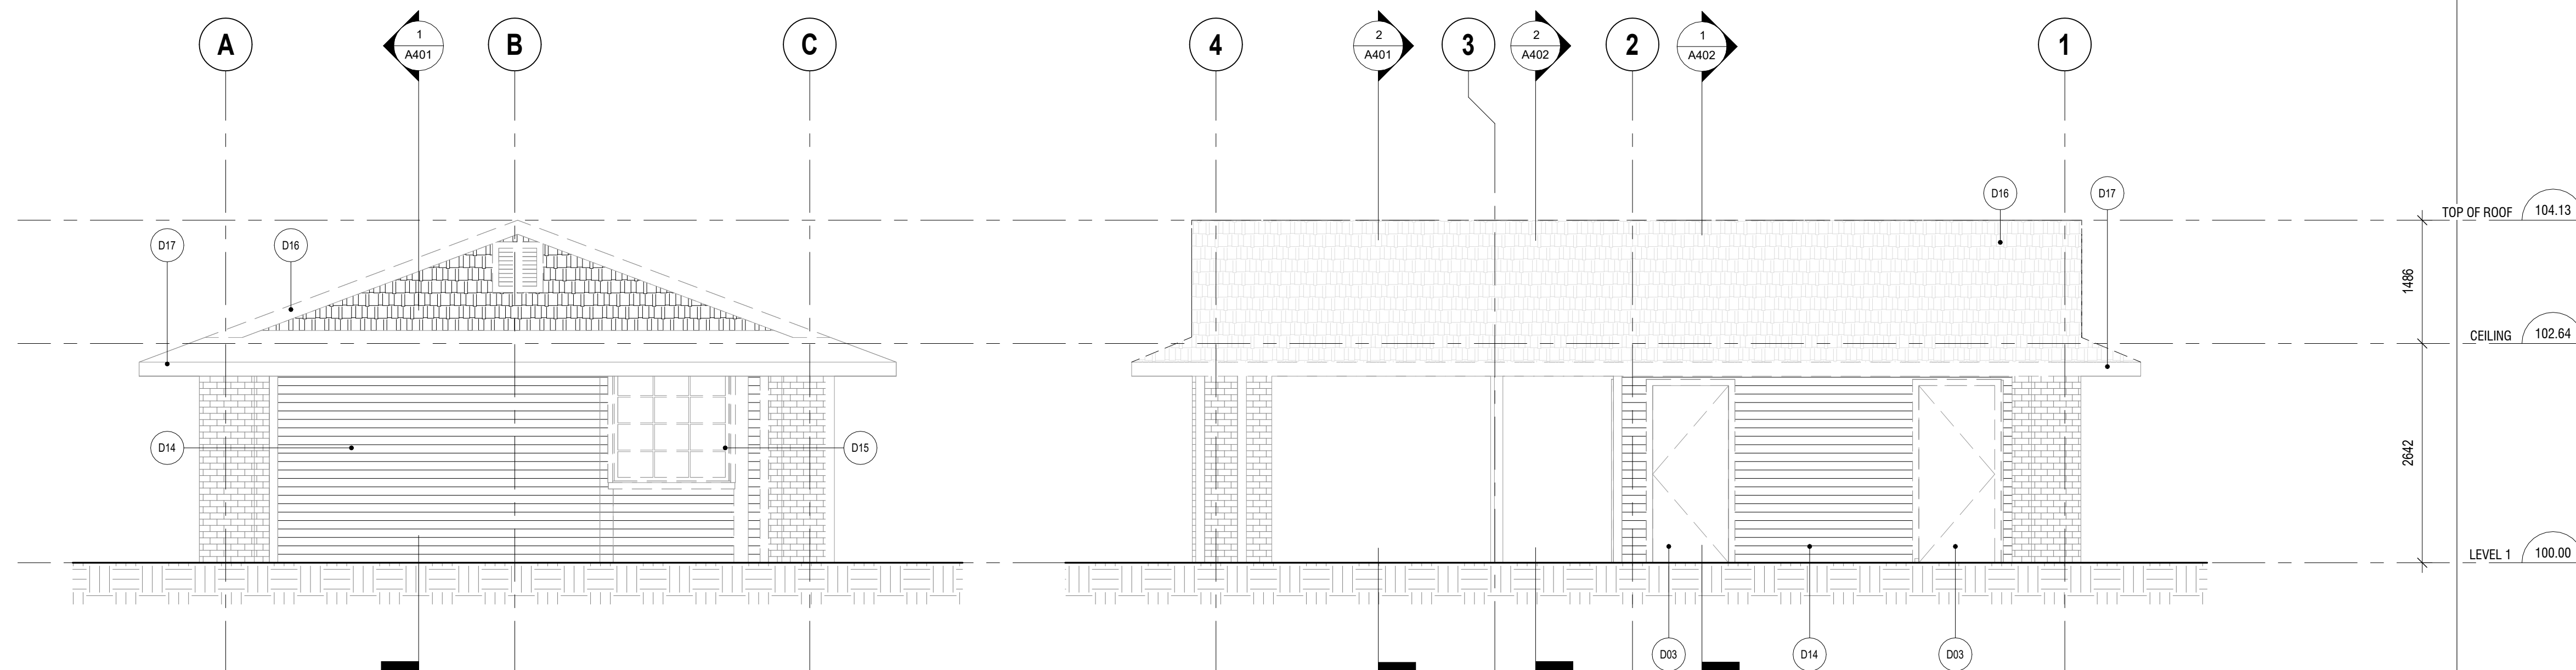 A
1
A401
B
C
4
2
A401
3
2
A402
2
1
A402
1
D16
D17
TOP OF ROOF 104.13
D17
D16
1486
CEILING 102.64
D14
D15
2642
LEVEL 1 100.00
D03
D14
D03